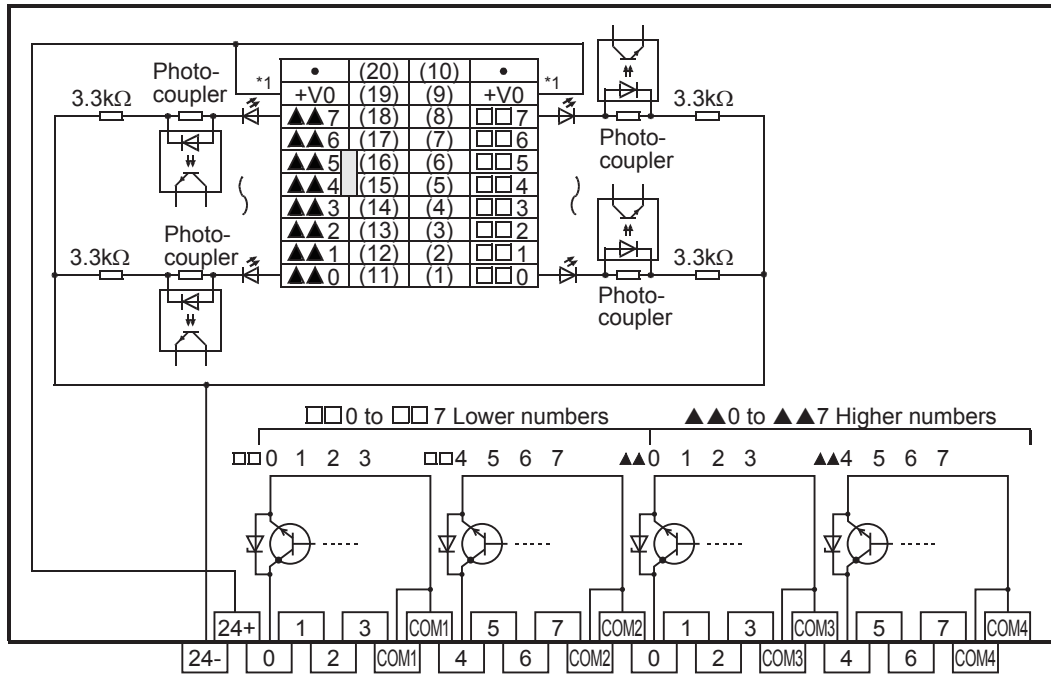 • (20) (10) •
*1 +V0 (19) (9) +V0 *1
▲▲7 (18) (8) □□7
▲▲6 (17) (7) □□6
▲▲5 (16) (6) □□5
▲▲4 (15) (5) □□4
▲▲3 (14) (4) □□3
▲▲2 (13) (3) □□2
▲▲1 (12) (2) □□1
▲▲0 (11) (1) □□0
Photo-
coupler
3.3kΩ
Photo-
coupler
3.3kΩ
3.3kΩ
Photo-
coupler
3.3kΩ
Photo-
coupler
□□0 to □□7 Lower numbers ▲▲0 to ▲▲7 Higher numbers
□□0 1 2 3 □□4 5 6 7 ▲▲0 1 2 3 ▲▲4 5 6 7
24+ 1 3 COM1 5 7 COM2 1 3 COM3 5 7 COM4
24- 0 2 COM1 4 6 COM2 0 2 COM3 4 6 COM4